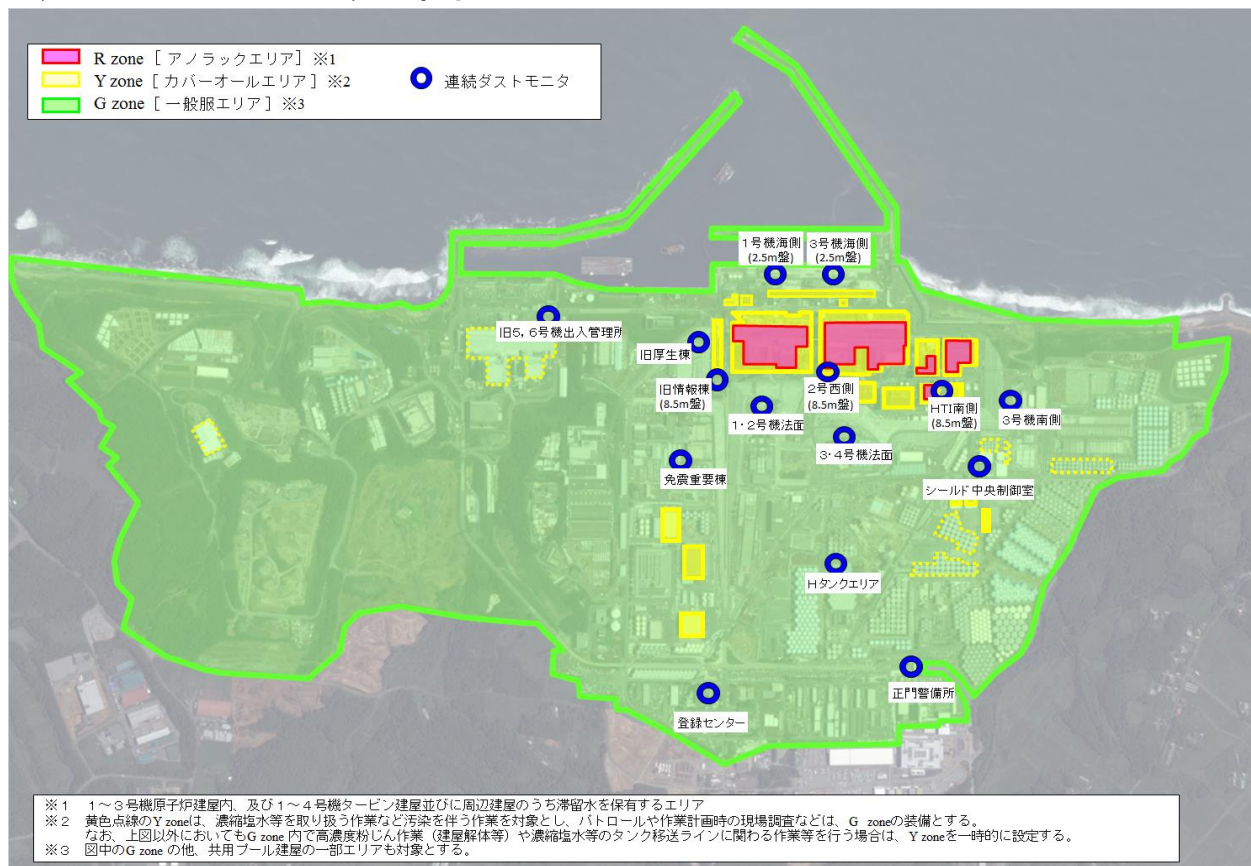 R zone [ アノラックエリア] ※1
Y zone [ カバーオールエリア] ※2
G zone [ 一般服エリア] ※3
連続ダストモニタ
1号機海側
(2.5m盤)
3号機海側
(2.5m盤)
旧5,6号機出入管理所
旧厚生棟
旧情報棟
(8.5m盤)
1・2号機法面
2号西側
(8.5m盤)
HTI南側
(8.5m盤)
3号機南側
3・4号機法面
免震重要棟
シールド中央制御室
Hタンクエリア
正門警備所
登録センター
※1 1~3号機原子炉建屋内、及び1~4号機タービン建屋並びに周辺建屋のうち滞留水を保有するエリア
※2 黄色点線のY zoneは、濃縮塩水等を取り扱う作業など汚染を伴う作業を対象とし、パトロールや作業計画時の現場調査などは、G zoneの装備とする。
なお、上図以外においてもG zone 内で高濃度粉じん作業(建屋解体等)や濃縮塩水等のタンク移送ラインに関わる作業等を行う場合は、Y zoneを一時的に設定する。
※3 図中のG zone の他、共用プール建屋の一部エリアも対象とする。